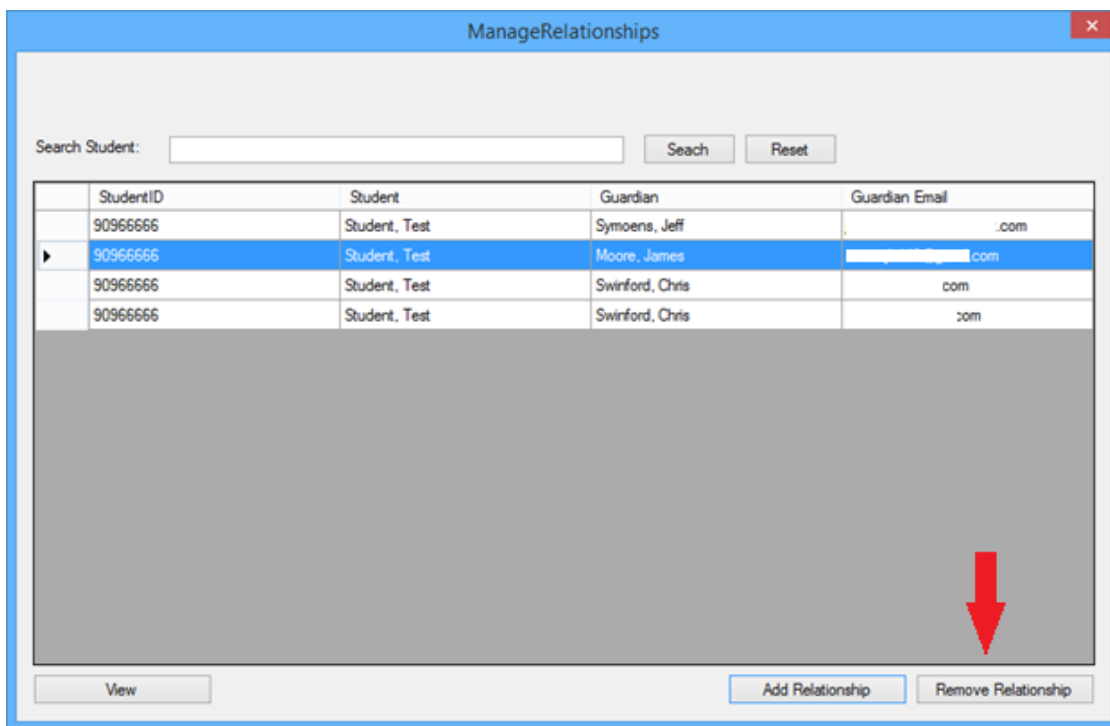 ManageRelationships
Search Student: Seach Reset
StudentID Student Guardian Guardian Email
90966666 Student, Test Symoens, Jeff .com
90966666 Student, Test Moore, James .com
90966666 Student, Test Swinford, Chris com
90966666 Student, Test Swinford, Chris com
View Add Relationship Remove Relationship